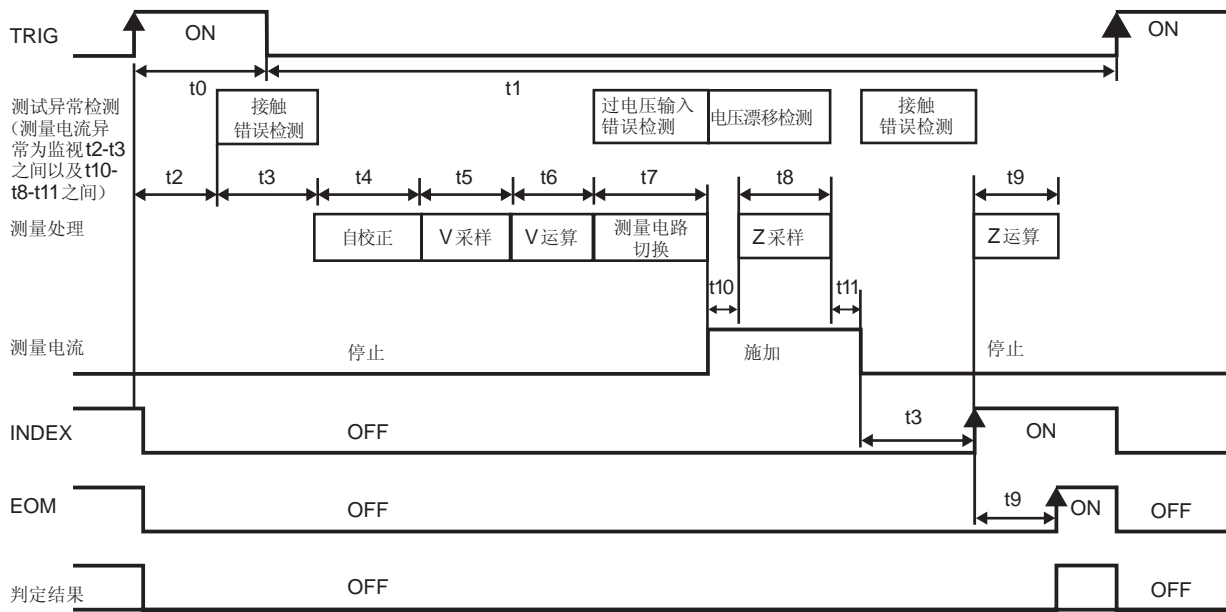 TRIG
ON
ON
t0
t1
测试异常检测
（测量电流异
常为监视t2-t3
之间以及t10-
t8-t11之间）
接触
错误检测
过电压输入
错误检测
电压漂移检测
接触
错误检测
t2
t3
t4
t5
t6
t7
t8
t9
测量处理
自校正
V采样
V运算
测量电路
切换
Z采样
Z运算
t10
t11
测量电流
停止
施加
停止
INDEX
OFF
t3
ON
EOM
OFF
t9
ON
OFF
判定结果
OFF
OFF